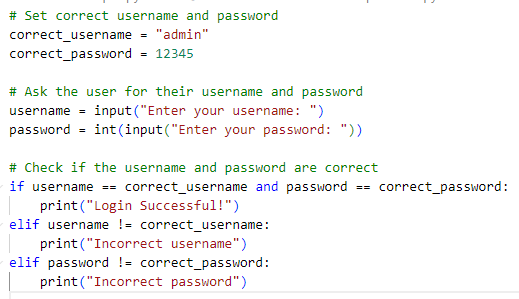 # Set correct username and password
correct_username = "admin"
correct_password = 12345

# Ask the user for their username and password
username = input("Enter your username: ")
password = int(input("Enter your password: "))

# Check if the username and password are correct
if username == correct_username and password == correct_password:
    print("Login Successful!")
elif username != correct_username:
    print("Incorrect username")
elif password != correct_password:
    print("Incorrect password")